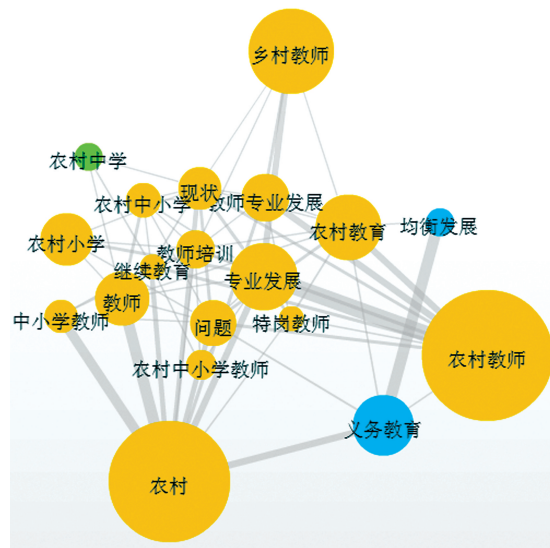 乡村教师
农村中学
现状
农村中小学
教师专业发展
农村小学
农村教育
均衡发展
教师培训
继续教育
专业发展
教师
中小学教师
问题
特岗教师
农村教师
农村中小学教师
义务教育
农村